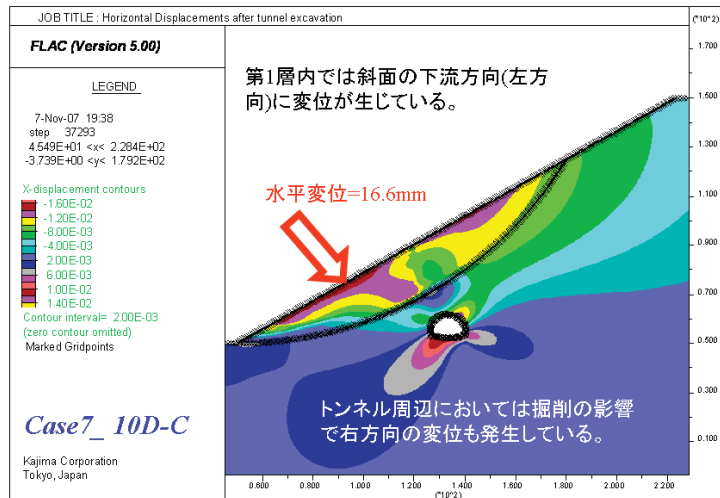 JOB TITLE : Horizontal Displacements after tunnel excavation
(*10^2)
FLAC (Version 5.00)
LEGEND
7-Nov-07 19:38
step 37293
4.549E+01 <x< 2.284E+02
-3.739E+00 <y< 1.792E+02
X-displacement contours
-1.60E-02
-1.20E-02
-8.00E-03
-4.00E-03
2.00E-03
6.00E-03
1.00E-02
1.40E-02
Contour interval= 2.00E-03
(zero contour omitted)
Marked Gridpoints
Case7_ 10D-C
Kajima Corporation
Tokyo, Japan
第1層内では斜面の下流方向(左方
向)に変位が生じている。
水平変位=16.6mm
トンネル周辺においては掘削の影響
で右方向の変位も発生している。
1.700
1.500
1.300
1.100
0.900
0.700
0.500
0.300
0.100
0.600 0.800 1.000 1.200 1.400 1.600 1.800 2.000 2.200
(*10^2)